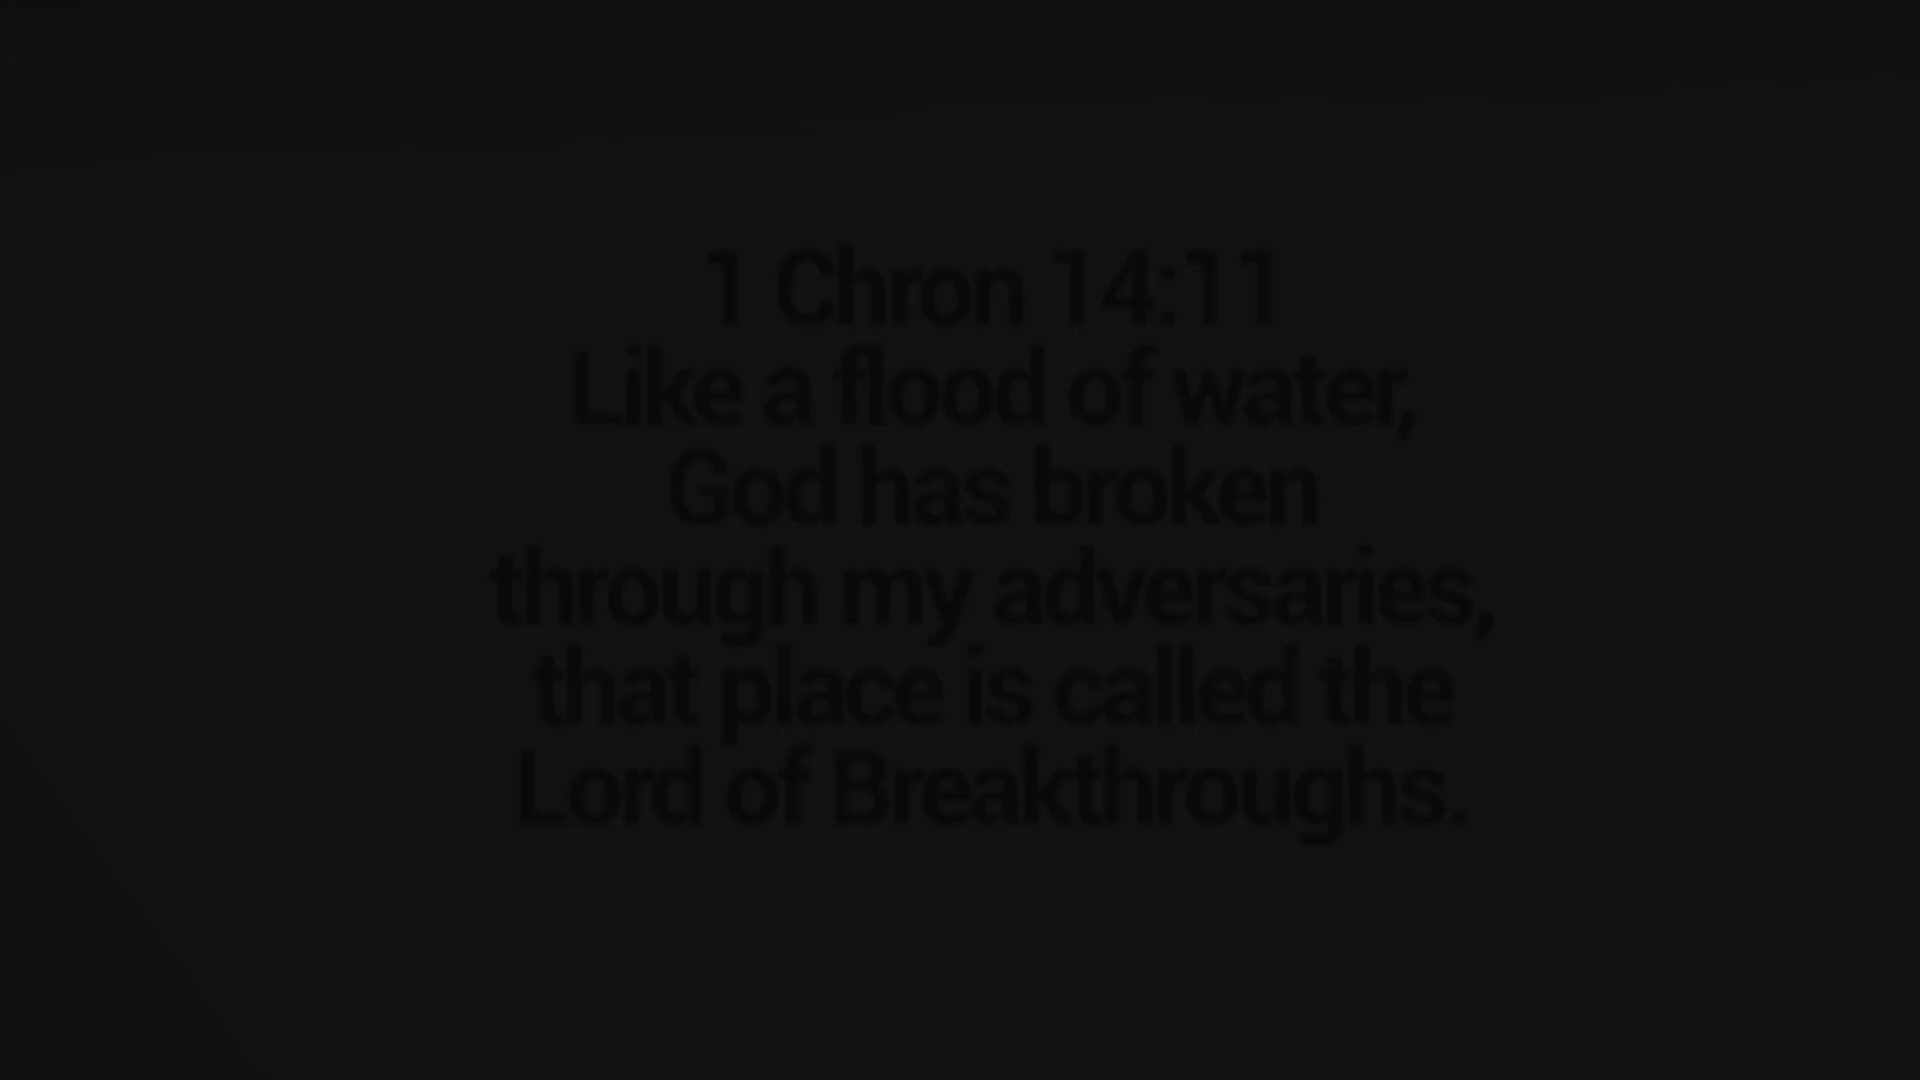 1 Chron 14:11
Like a flood of water,
God has broken
through my adversaries,
that place is called the
Lord of Breakthroughs.